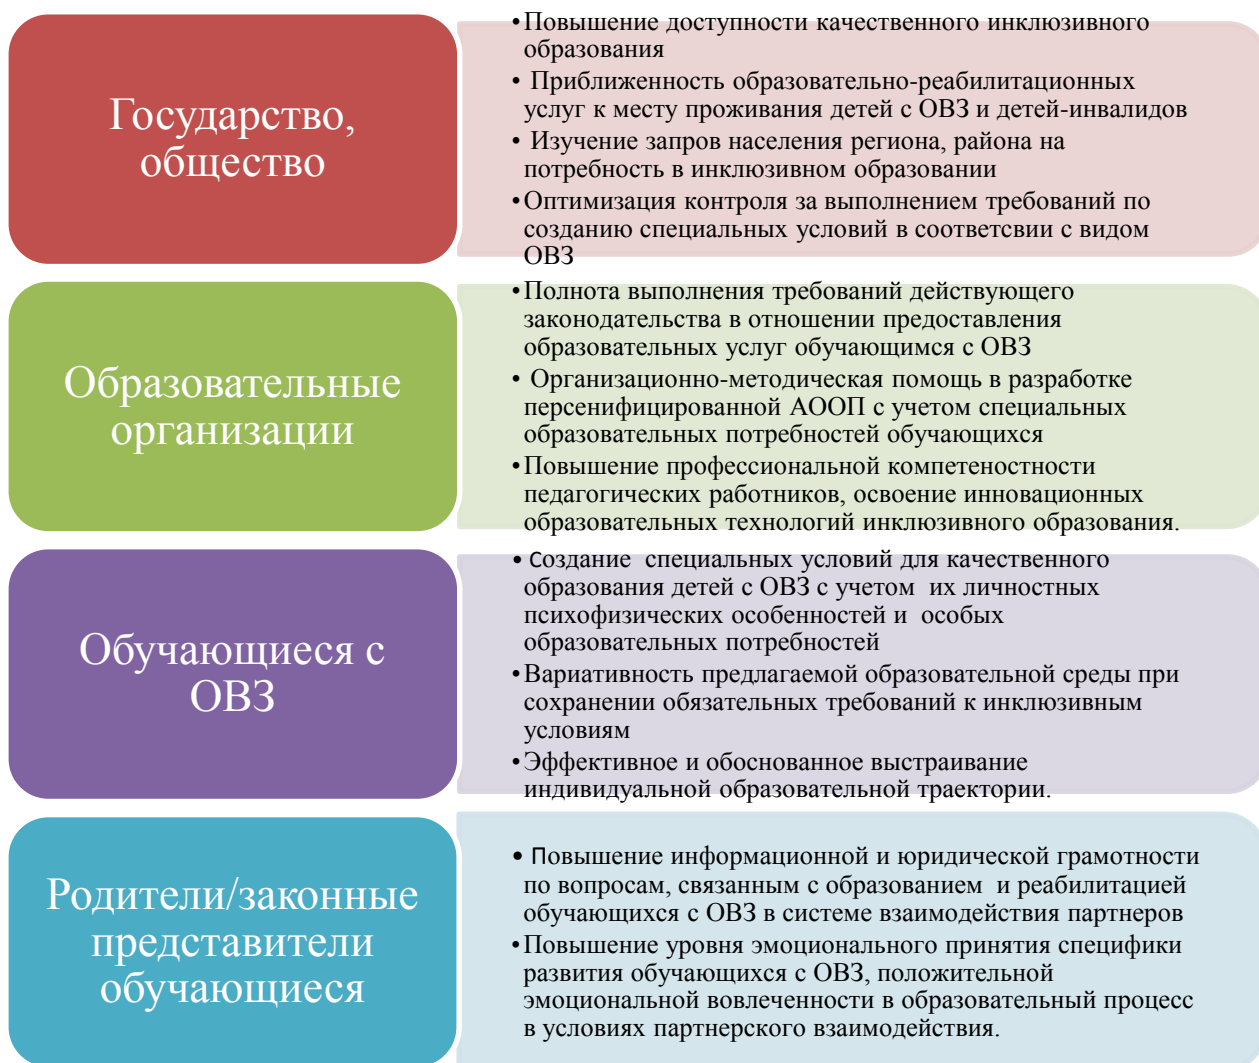 Государство,
общество
•Повышение доступности качественного инклюзивного
образования
• Приближенность образовательно-реабилитационных
услуг к месту проживания детей с ОВЗ и детей-инвалидов
• Изучение запров населения региона, района на
потребность в инклюзивном образовании
•Оптимизация контроля за выполнением требований по
созданию специальных условий в соответсвии с видом
ОВЗ
Образовательные
организации
•Полнота выполнения требований действующего
законодательства в отношении предоставления
образовательных услуг обучающимся с ОВЗ
• Организационно-методическая помощь в разработке
персенифицированной АООП с учетом специальных
образовательных потребностей обучающихся
•Повышение профессиональной компетеностности
педагогических работников, освоение инновационных
образовательных технологий инклюзивного образования.
Обучающиеся с
ОВЗ
• Создание специальных условий для качественного
образования детей с ОВЗ с учетом их личностных
психофизических особенностей и особых
образовательных потребностей
•Вариативность предлагаемой образовательной среды при
сохранении обязательных требований к инклюзивным
условиям
•Эффективное и обоснованное выстраивание
индивидуальной образовательной траектории.
Родители/законные
представители
обучающиеся
• Повышение информационной и юридической грамотности
по вопросам, связанным с образованием и реабилитацией
обучающихся с ОВЗ в системе взаимодействия партнеров
•Повышение уровня эмоционального принятия специфики
развития обучающихся с ОВЗ, положительной
эмоциональной вовлеченности в образовательный процесс
в условиях партнерского взаимодействия.